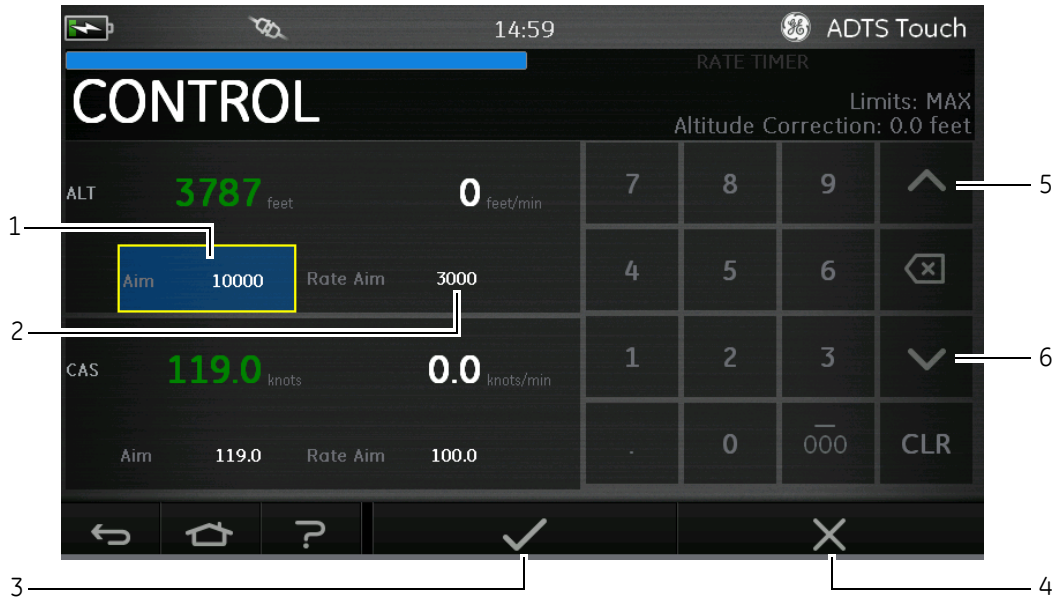 14:59 ADTS Touch
RATE TIMER
CONTROL
Limits: MAX
Altitude Correction: 0.0 feet
ALT 3787 feet 0 feet/min
Aim 10000 Rate Aim 3000
CAS 119.0 knots 0.0 knots/min
Aim 119.0 Rate Aim 100.0
7 8 9
4 5 6
1 2 3
. 0 000 CLR
?
1
2
3
4
5
6